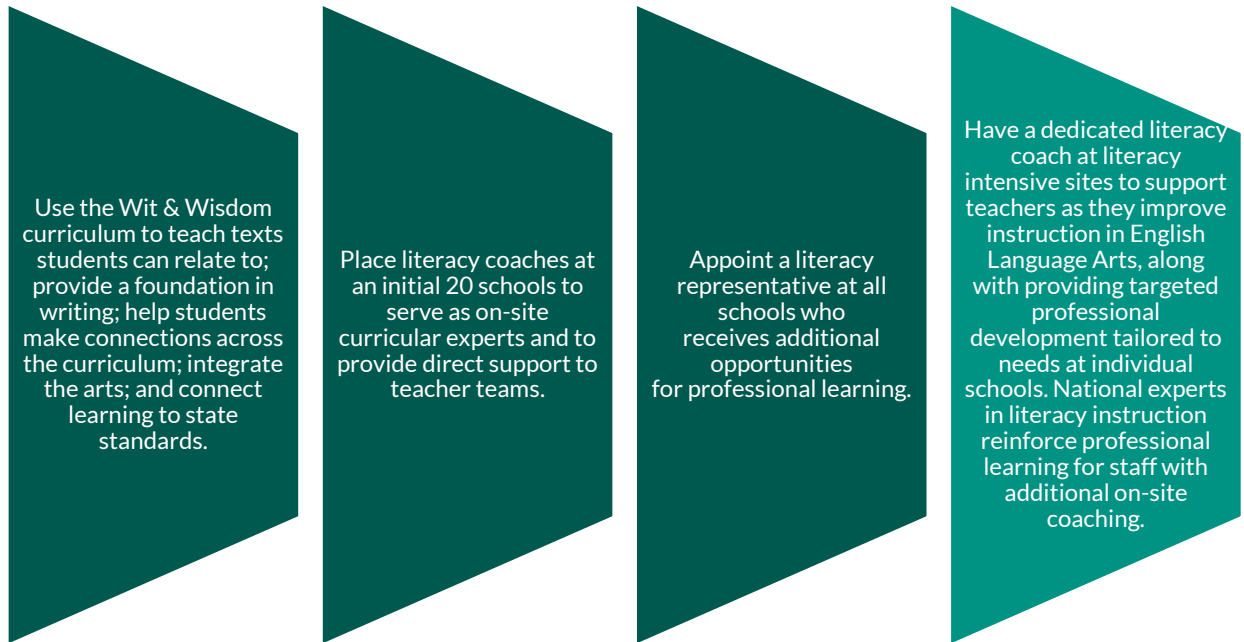 Use the Wit & Wisdom
curriculum to teach texts
students can relate to;
provide a foundation in
writing; help students
make connections across
the curriculum; integrate
the arts; and connect
learning to state
standards.
Place literacy coaches at
an initial 20 schools to
serve as on-site
curricular experts and to
provide direct support to
teacher teams.
Appoint a literacy
representative at all
schools who
receives additional
opportunities
for professional learning.
Have a dedicated literacy
coach at literacy
intensive sites to support
teachers as they improve
instruction in English
Language Arts, along
with providing targeted
professional
development tailored to
needs at individual
schools. National experts
in literacy instruction
reinforce professional
learning for staff with
additional on-site
coaching.